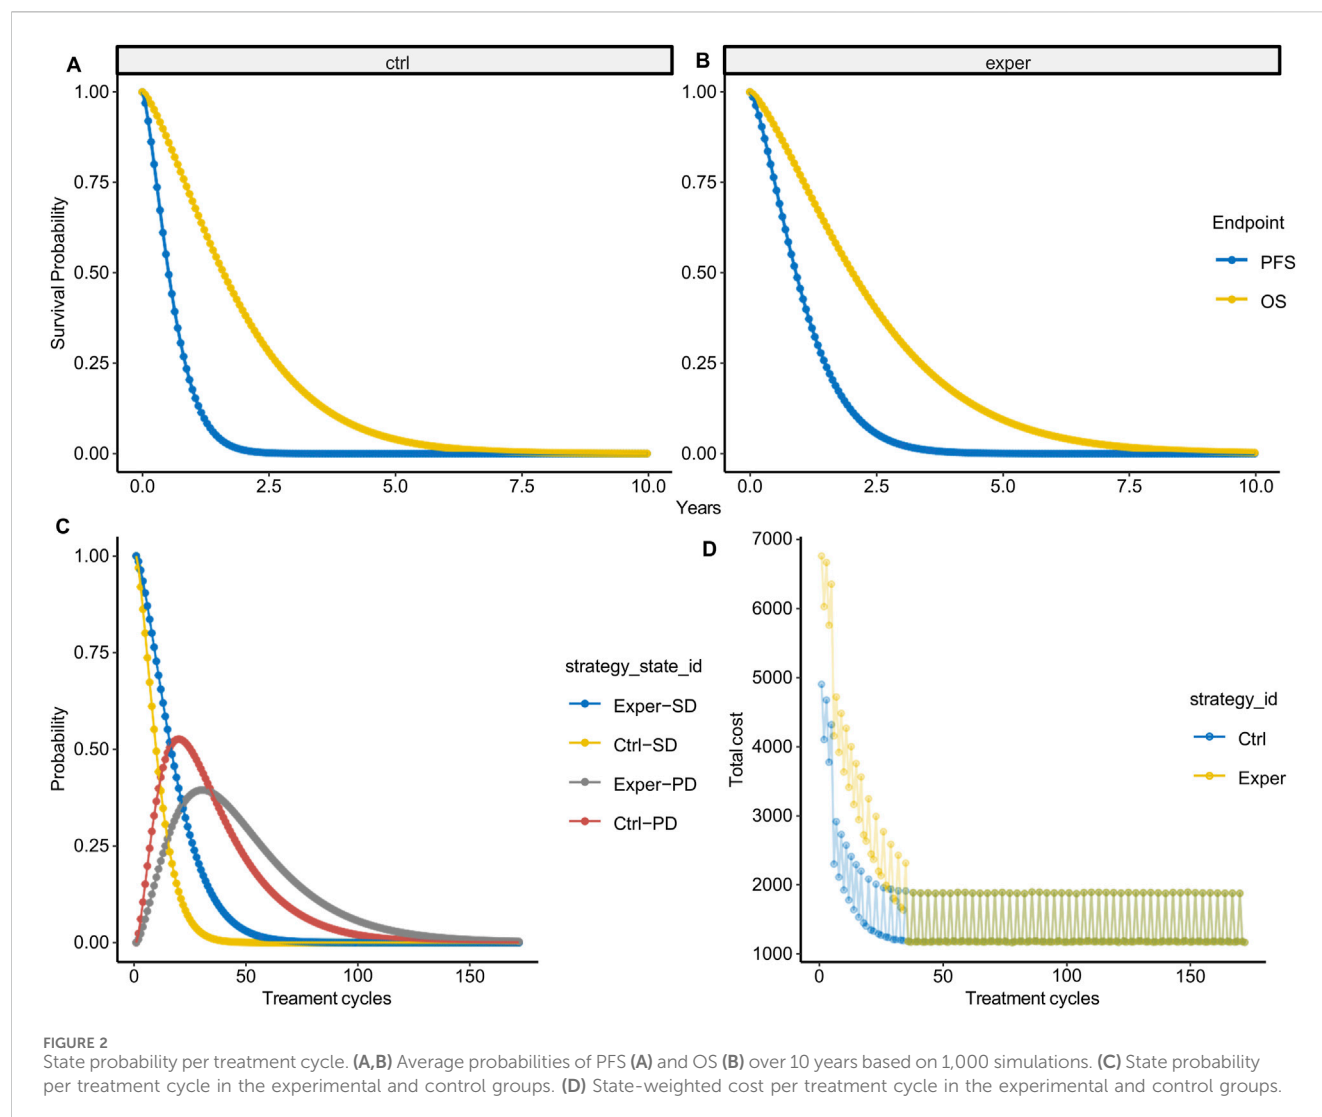 A
ctrl
B
exper
1.00
0.75
0.50
0.25
0.00
Survival Probability
0.0
2.5
5.0
7.5
10.0
1.00
0.75
0.50
0.25
0.00
0.0
2.5
5.0
7.5
10.0
Years
Endpoint
PFS
OS
C
1.00
0.75
0.50
0.25
0.00
Probability
0
50
100
150
Treament cycles
strategy_state_id
Exper-SD
Ctrl-SD
Exper-PD
Ctrl-PD
D
7000
6000
5000
4000
3000
2000
1000
Total cost
0
50
100
150
Treatment cycles
strategy_id
Ctrl
Exper
FIGURE 2
State probability per treatment cycle. (A,B) Average probabilities of PFS (A) and OS (B) over 10 years based on 1,000 simulations. (C) State probability
per treatment cycle in the experimental and control groups. (D) State-weighted cost per treatment cycle in the experimental and control groups.